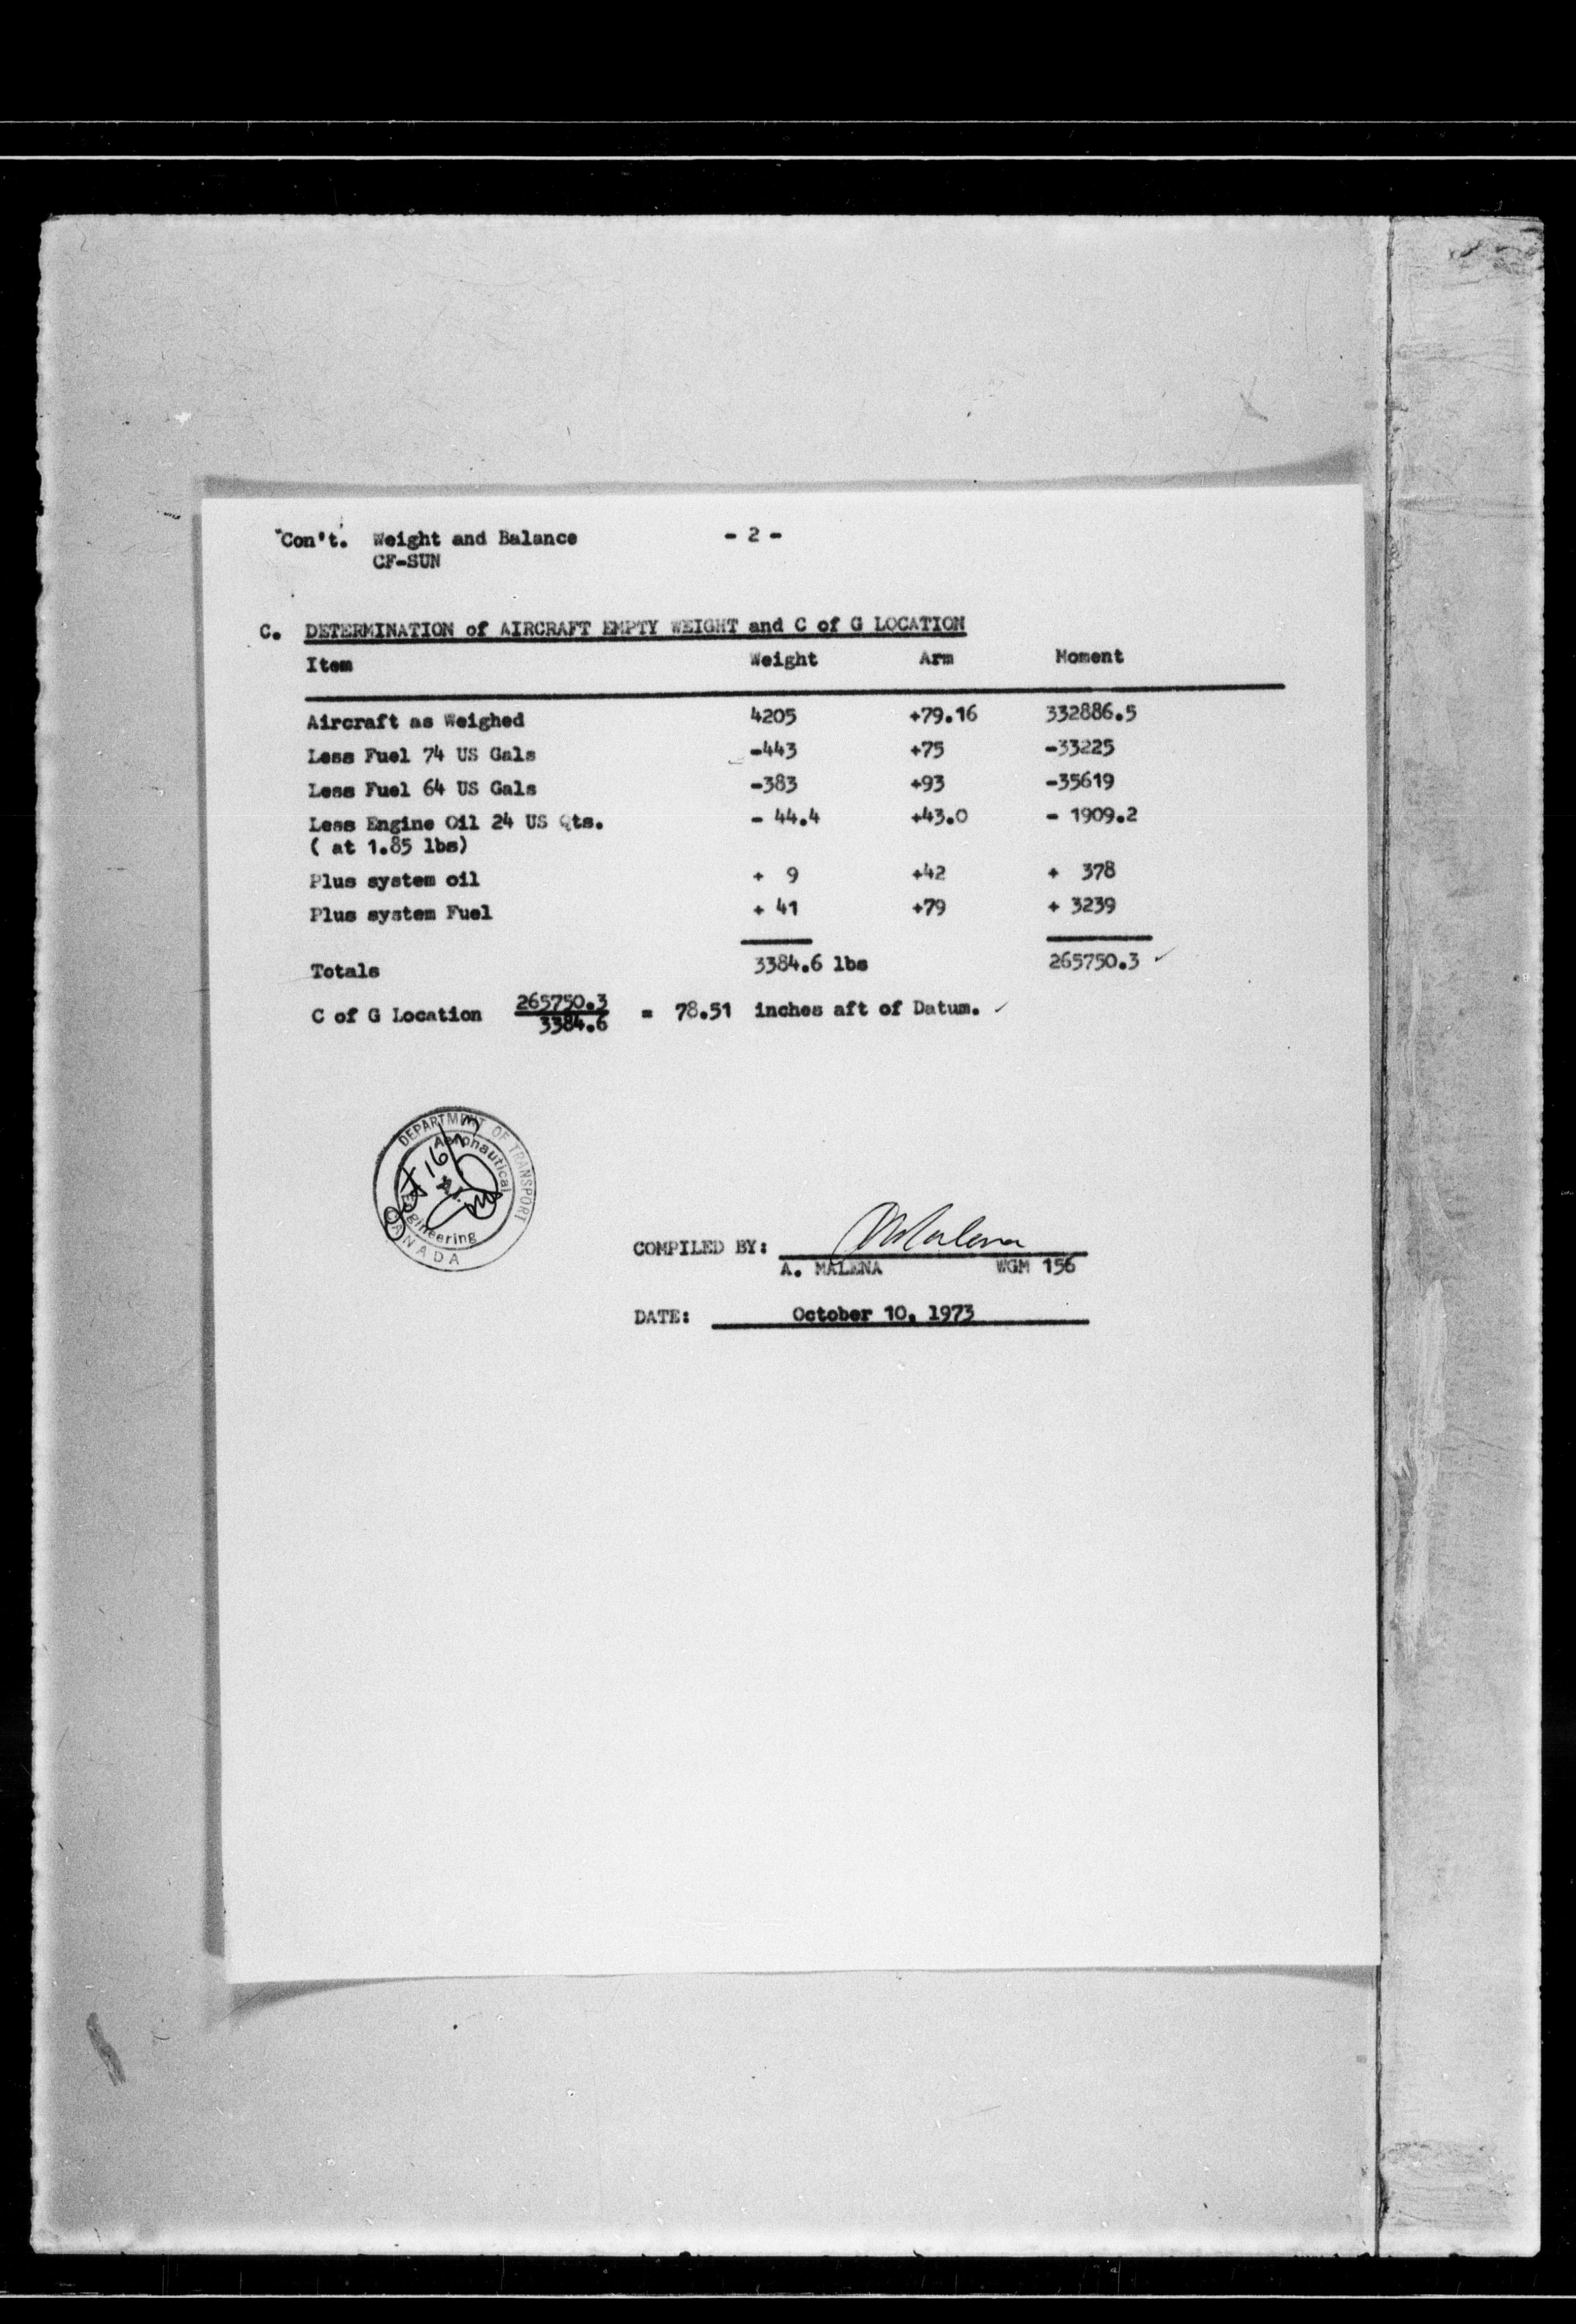 Con't. Weight and Balance - 2 -
CF-SUN
C. DETERMINATION of AIRCRAFT EMPTY WEIGHT and C of G LOCATION
Item Weight Arm Moment
Aircraft as Weighed 4205 +79.16 332886.5
Less Fuel 74 US Gals -443 +75 -33225
Less Fuel 64 US Gals -383 +93 -35619
Less Engine Oil 24 US Qts. - 44.4 +43.0 - 1909.2
( at 1.85 lbs)
Plus system oil + 9 +42 + 378
Plus system Fuel + 41 +79 + 3239
Totals 3384.6 lbs 265750.3 ✓
C of G Location 265750.3
3384.6 = 78.51 inches aft of Datum. ✓
DEPARTMENT OF TRANSPORT
Aeronautical
Oct 16/73
Engineering
CANADA
COMPILED BY: Malena
A. MALENA WGM 156
DATE: October 10, 1973